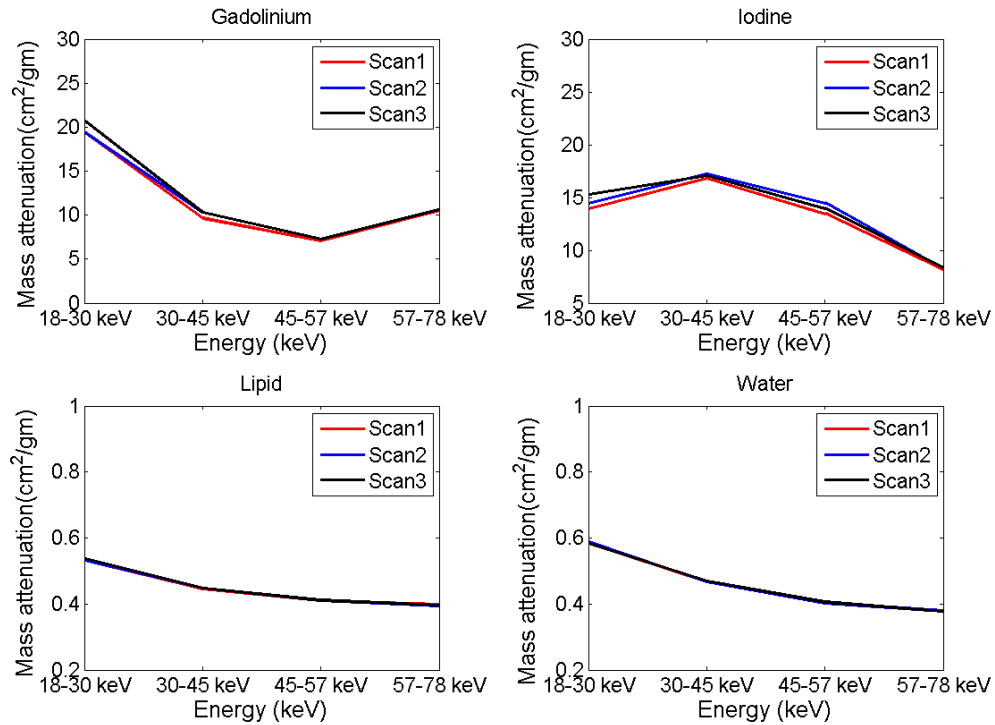 Gadolinium
Mass attenuation(cm²/gm)
30
25
20
15
10
5
0
Scan1
Scan2
Scan3
18-30 keV 30-45 keV 45-57 keV 57-78 keV
Energy (keV)
Iodine
Mass attenuation(cm²/gm)
30
25
20
15
10
5
Scan1
Scan2
Scan3
18-30 keV 30-45 keV 45-57 keV 57-78 keV
Energy (keV)
Lipid
Mass attenuation(cm²/gm)
1
0.8
0.6
0.4
0.2
Scan1
Scan2
Scan3
18-30 keV 30-45 keV 45-57 keV 57-78 keV
Energy (keV)
Water
Mass attenuation(cm²/gm)
1
0.8
0.6
0.4
0.2
Scan1
Scan2
Scan3
18-30 keV 30-45 keV 45-57 keV 57-78 keV
Energy (keV)